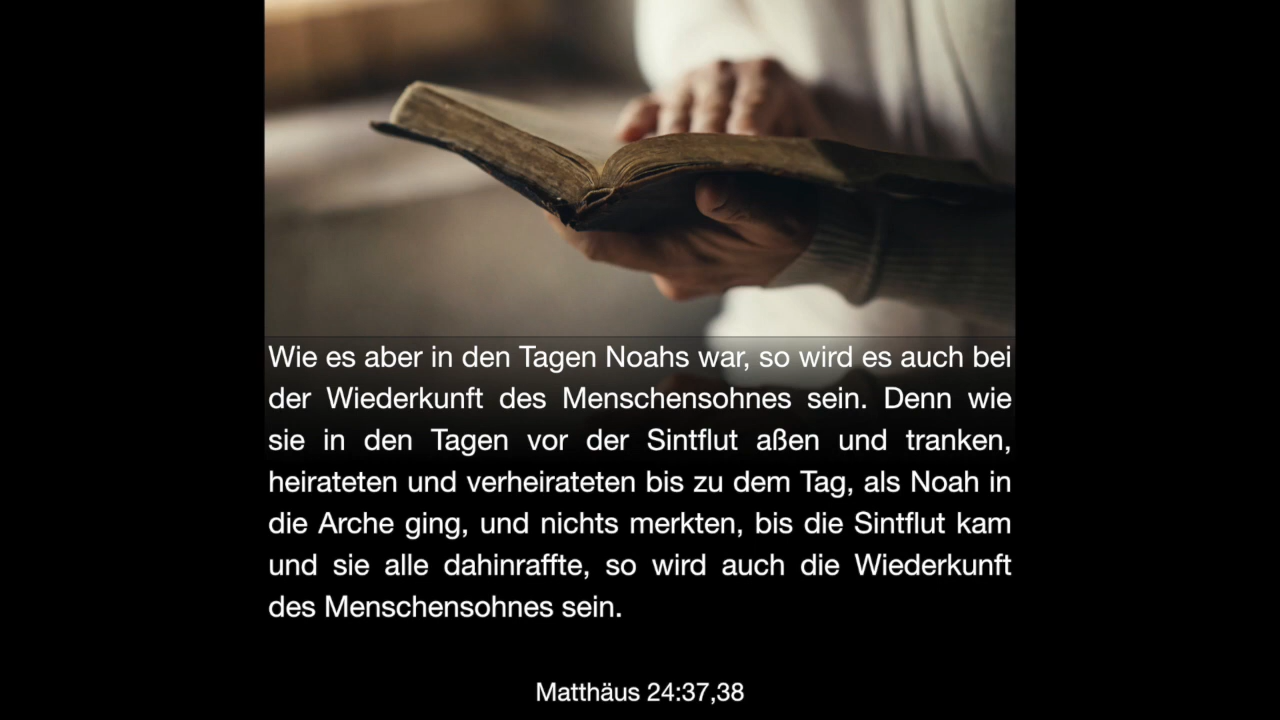 Wie es aber in den Tagen Noahs war, so wird es auch bei
der Wiederkunft des Menschensohnes sein. Denn wie
sie in den Tagen vor der Sintflut aßen und tranken,
heirateten und verheirateten bis zu dem Tag, als Noah in
die Arche ging, und nichts merkten, bis die Sintflut kam
und sie alle dahinraffte, so wird auch die Wiederkunft
des Menschensohnes sein.
Matthäus 24:37,38